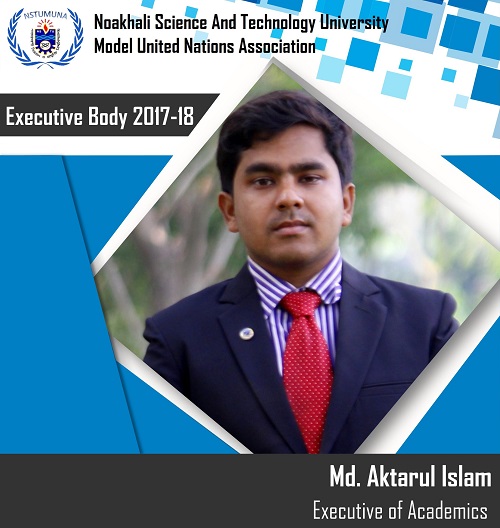 NSTUMUNA
Noakhali Science And Technology University
Model United Nations Association
Executive Body 2017-18
Md. Aktarul Islam
Executive of Academics